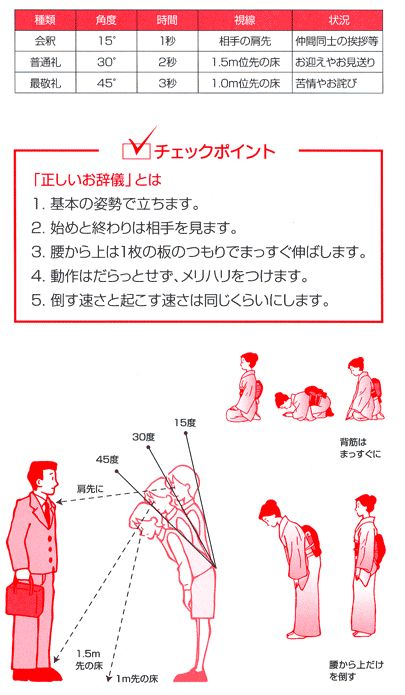 種類 角度 時間 視線 状況
会釈 15° 1秒 相手の肩先 仲間同士の挨拶等
普通礼 30° 2秒 1.5m位先の床 お迎えやお見送り
最敬礼 45° 3秒 1.0m位先の床 苦情やお詫び
チェックポイント
「正しいお辞儀」とは
1. 基本の姿勢で立ちます。
2. 始めと終わりは相手を見ます。
3. 腰から上は1枚の板のつもりでまっすぐ伸ばします。
4. 動作はだらっとせず、メリハリをつけます。
5. 倒す速さと起こす速さは同じくらいにします。
15度
30度
45度
肩先に
1.5m
先の床
1m先の床
背筋は
まっすぐに
腰から上だけ
を倒す